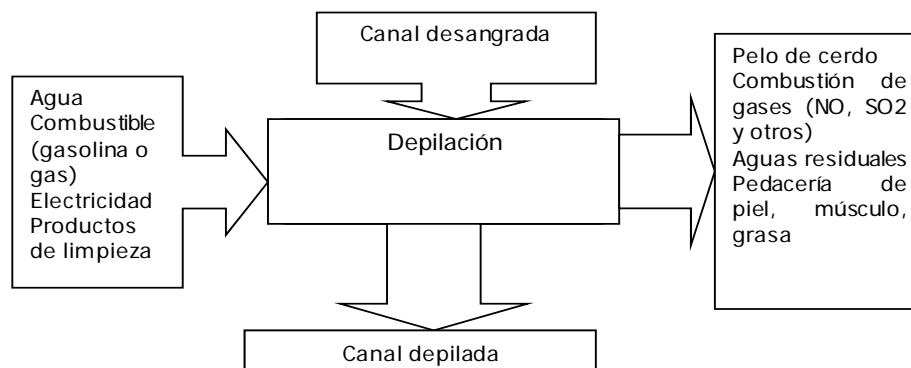 Canal desangrada
Agua
Combustible
(gasolina o
gas)
Electricidad
Productos
de limpieza
Depilación
Pelo de cerdo
Combustión de
gases (NO, SO2
y otros)
Aguas residuales
Pedacería de
piel, músculo,
grasa
Canal depilada